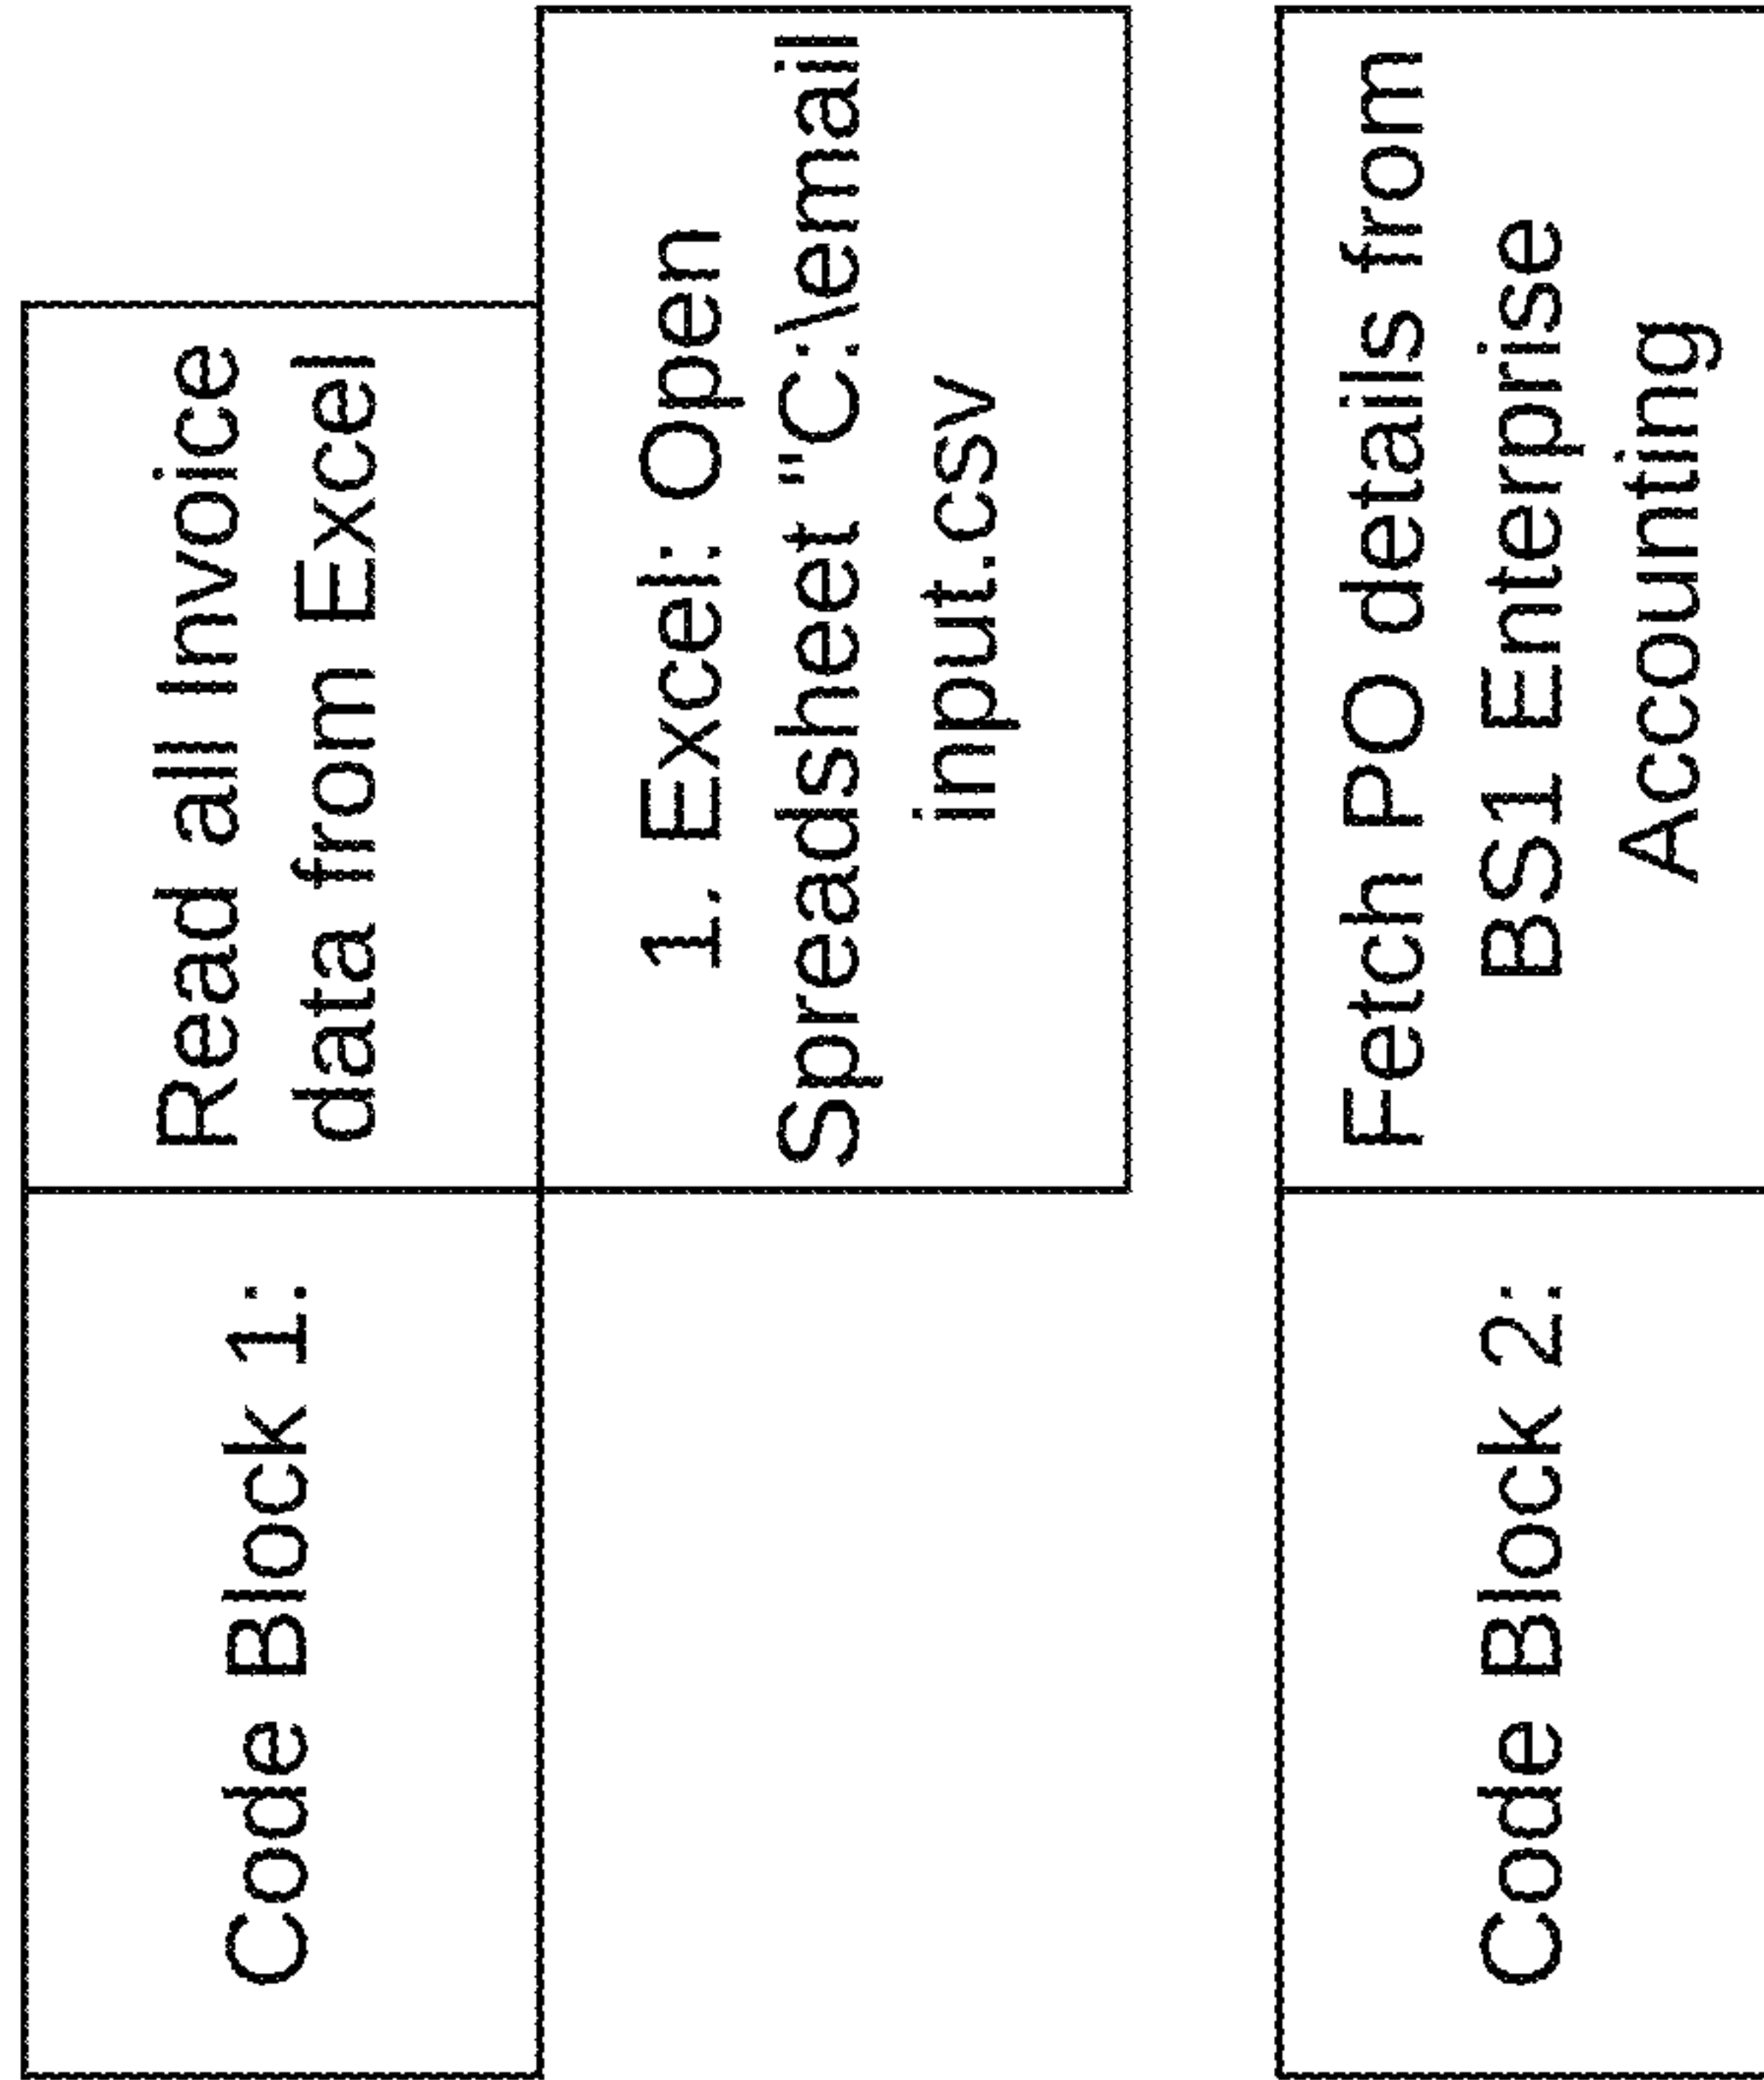 Code Block 1:
Read all Invoice
data from Excel
1. Excel: Open
Spreadsheet "C:\email
input.csv
Code Block 2:
Fetch PO details from
BS1 Enterprise
Accounting